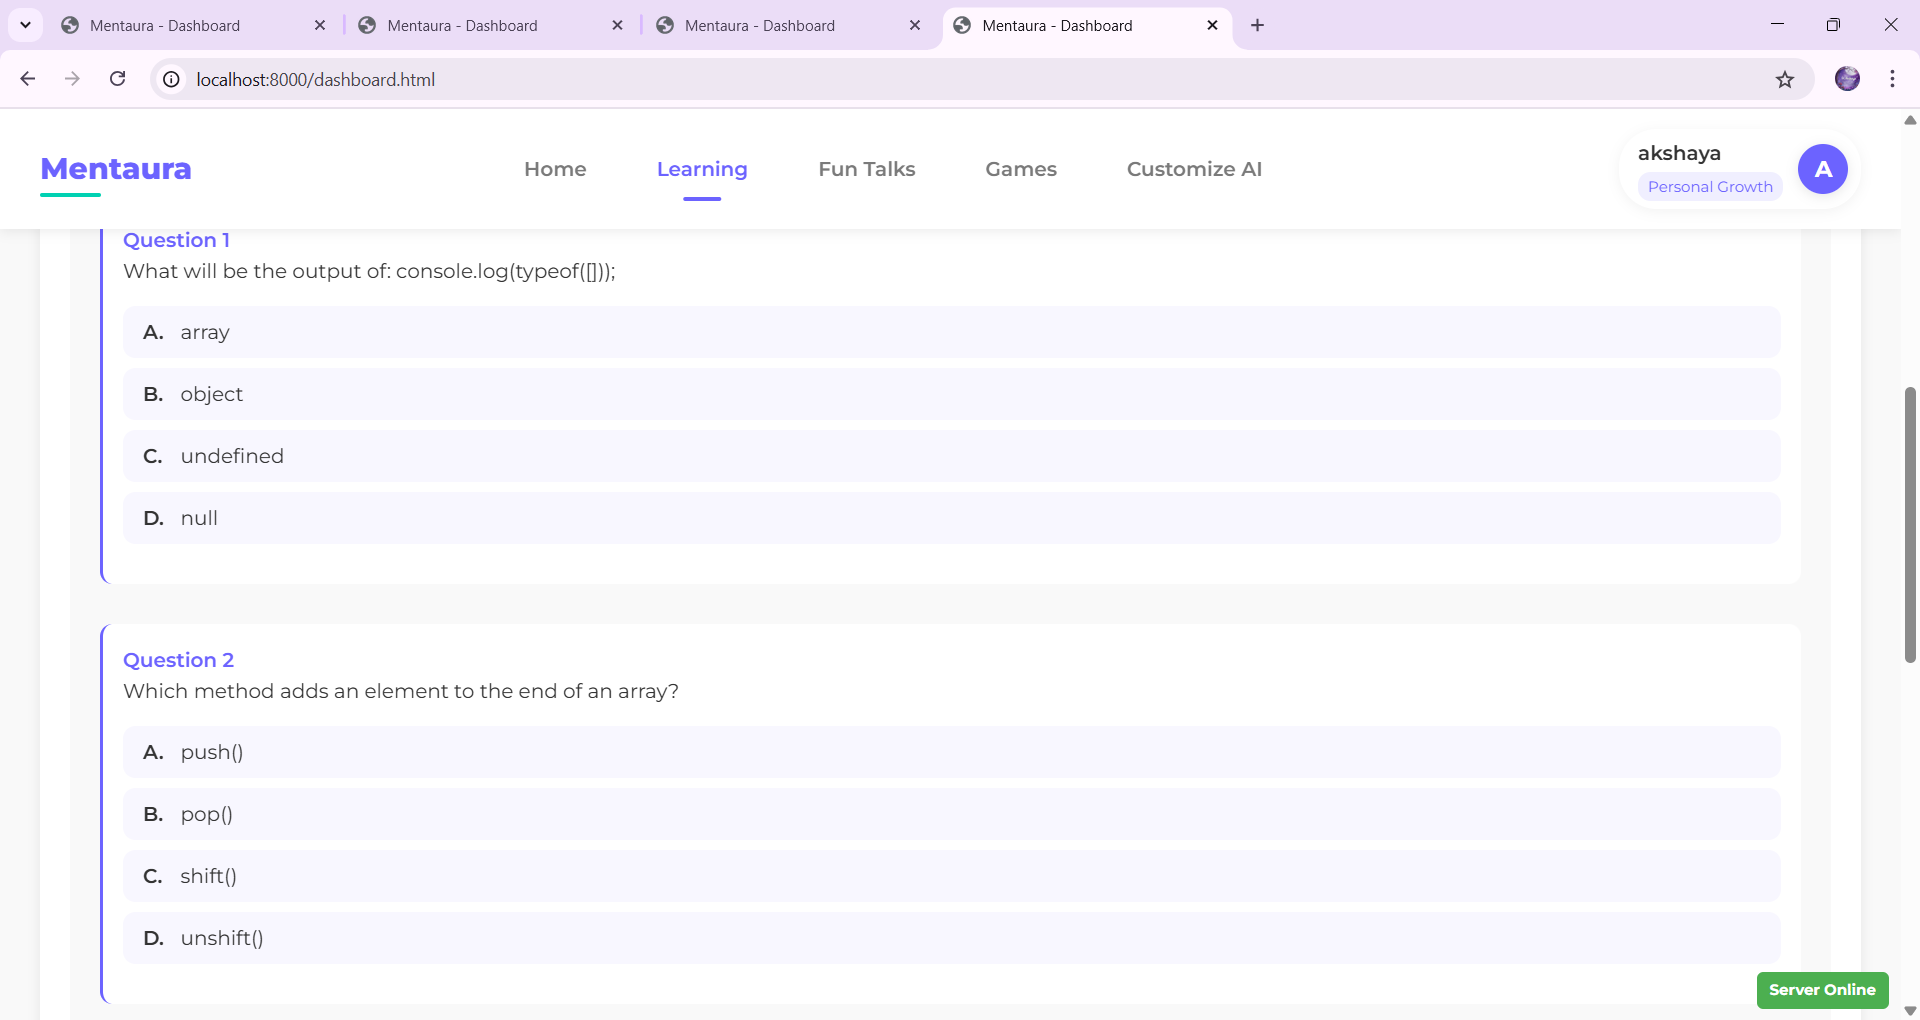 Mentaura - Dashboard
Mentaura - Dashboard
Mentaura - Dashboard
Mentaura - Dashboard
localhost:8000/dashboard.html
Mentaura
Home
Learning
Fun Talks
Games
Customize AI
akshaya
Personal Growth
A
Question 1
What will be the output of: console.log(typeof([]));
A. array
B. object
C. undefined
D. null
Question 2
Which method adds an element to the end of an array?
A. push()
B. pop()
C. shift()
D. unshift()
Server Online